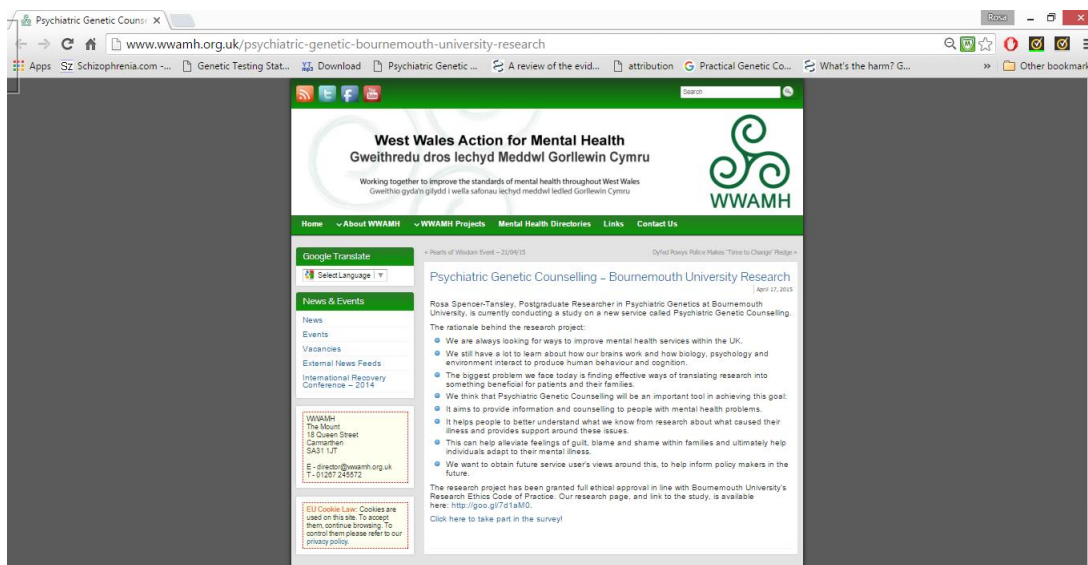 Psychiatric Genetic Couns
Rosa
www.wwamh.org.uk/psychiatric-genetic-bournemouth-university-research
Apps
Schizophrenia.com -...
Genetic Testing Stat...
Download
Psychiatric Genetic ...
A review of the evid...
attribution
Practical Genetic Co...
What's the harm? G...
»
Other bookmark
Search
West Wales Action for Mental Health
Gweithredu dros Iechyd Meddwl Gorllewin Cymru
Working together to improve the standards of mental health throughout West Wales
Gweithio gyda'n gilydd i wella safonau iechyd meddwl ledled Gorllewin Cymru
WWAMH
Home
About WWAMH
WWAMH Projects
Mental Health Directories
Links
Contact Us
Google Translate
Select Language
News & Events
News
Events
Vacancies
External News Feeds
International Recovery
Conference – 2014
WWAMH
The Mount
18 Queen Street
Carmarthen
SA31 1JT
E - director@wwamh.org.uk
T - 01267 245572
EU Cookie Law: Cookies are
used on this site. To accept
them, continue browsing. To
control them please refer to our
privacy policy.
« Pearls of Wisdom Event – 21/04/15
Dyfed Powys Police Makes 'Time to Change' Pledge »
Psychiatric Genetic Counselling – Bournemouth University Research
April 17, 2015
Rosa Spencer-Tansley, Postgraduate Researcher in Psychiatric Genetics at Bournemouth
University, is currently conducting a study on a new service called Psychiatric Genetic Counselling.
The rationale behind the research project:
We are always looking for ways to improve mental health services within the UK.
We still have a lot to learn about how our brains work and how biology, psychology and
environment interact to produce human behaviour and cognition.
The biggest problem we face today is finding effective ways of translating research into
something beneficial for patients and their families.
We think that Psychiatric Genetic Counselling will be an important tool in achieving this goal:
It aims to provide information and counselling to people with mental health problems.
It helps people to better understand what we know from research about what caused their
illness and provides support around these issues.
This can help alleviate feelings of guilt, blame and shame within families and ultimately help
individuals adapt to their mental illness.
We want to obtain future service user's views around this, to help inform policy makers in the
future.
The research project has been granted full ethical approval in line with Bournemouth University's
Research Ethics Code of Practice. Our research page, and link to the study, is available
here: http://goo.gl/7d1aM0.
Click here to take part in the survey!